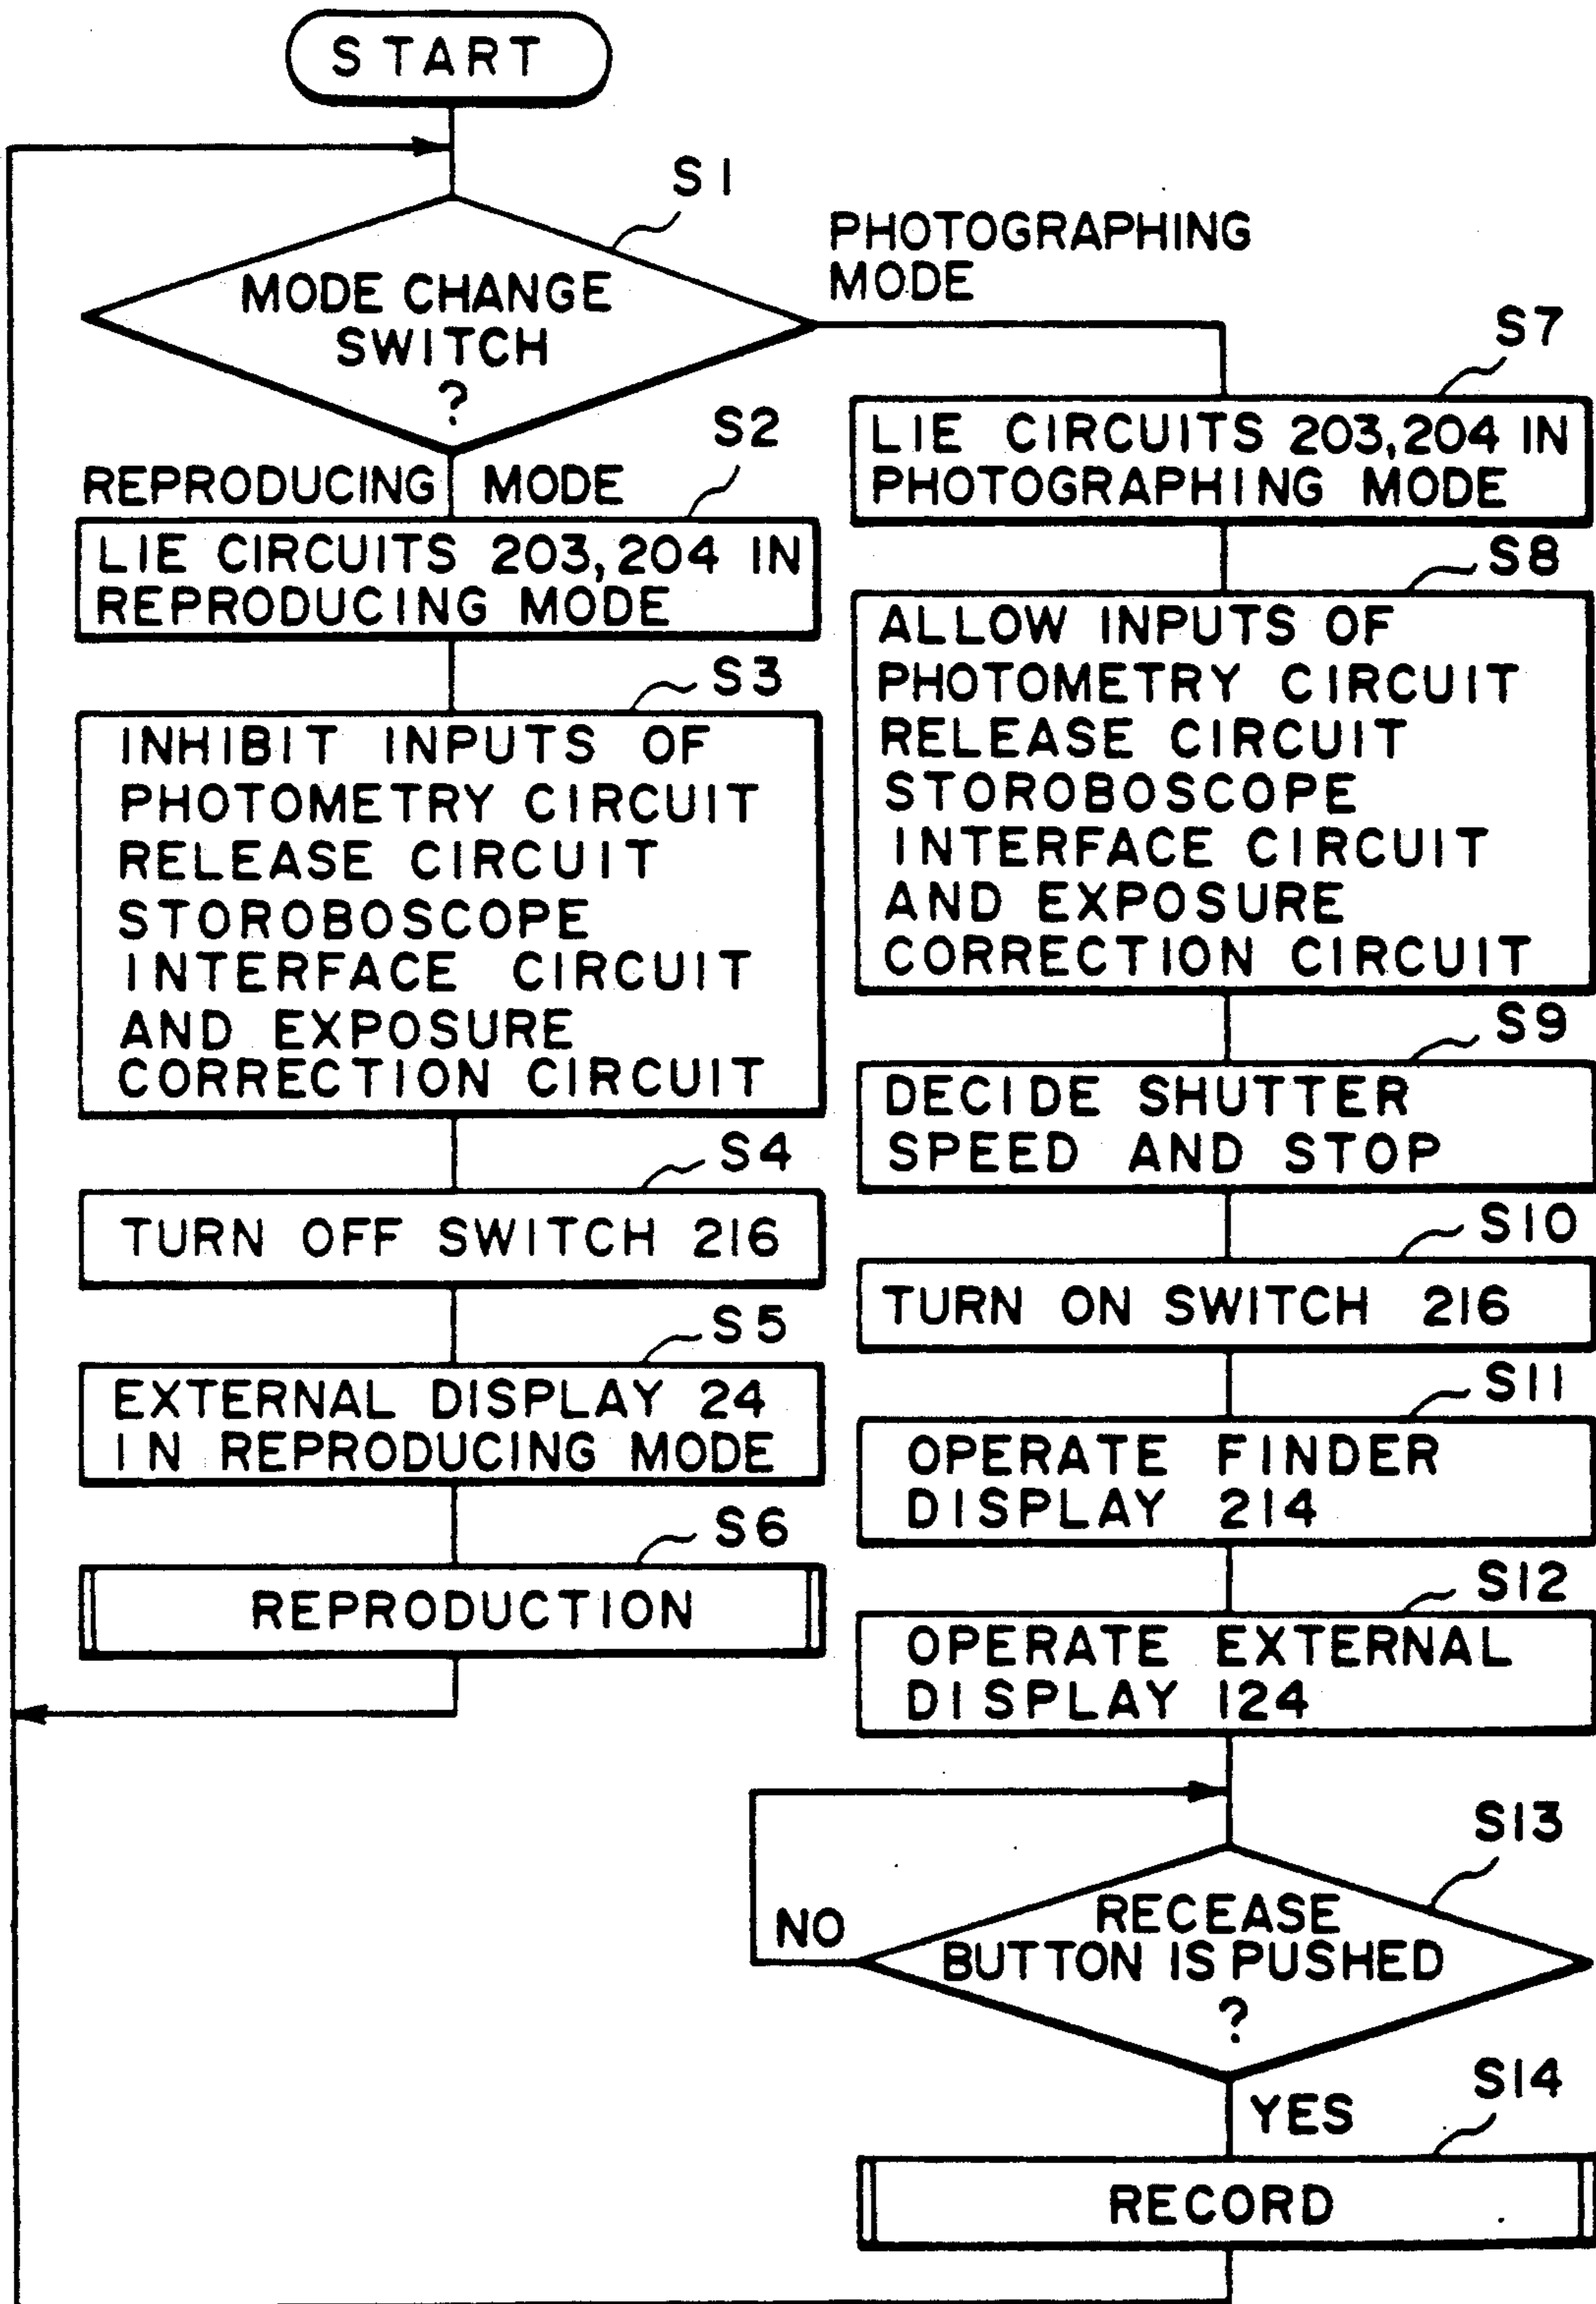 START
S1
MODE CHANGE
SWITCH
?
PHOTOGRAPHING
MODE
REPRODUCING MODE
S2
LIE CIRCUITS 203,204 IN
REPRODUCING MODE
S3
INHIBIT INPUTS OF
PHOTOMETRY CIRCUIT
RELEASE CIRCUIT
STOROBOSCOPE
INTERFACE CIRCUIT
AND EXPOSURE
CORRECTION CIRCUIT
S4
TURN OFF SWITCH 216
S5
EXTERNAL DISPLAY 24
IN REPRODUCING MODE
S6
REPRODUCTION
S7
LIE CIRCUITS 203,204 IN
PHOTOGRAPHING MODE
S8
ALLOW INPUTS OF
PHOTOMETRY CIRCUIT
RELEASE CIRCUIT
STOROBOSCOPE
INTERFACE CIRCUIT
AND EXPOSURE
CORRECTION CIRCUIT
S9
DECIDE SHUTTER
SPEED AND STOP
S10
TURN ON SWITCH 216
S11
OPERATE FINDER
DISPLAY 214
S12
OPERATE EXTERNAL
DISPLAY 124
S13
RECEASE
BUTTON IS PUSHED
?
NO
YES
S14
RECORD